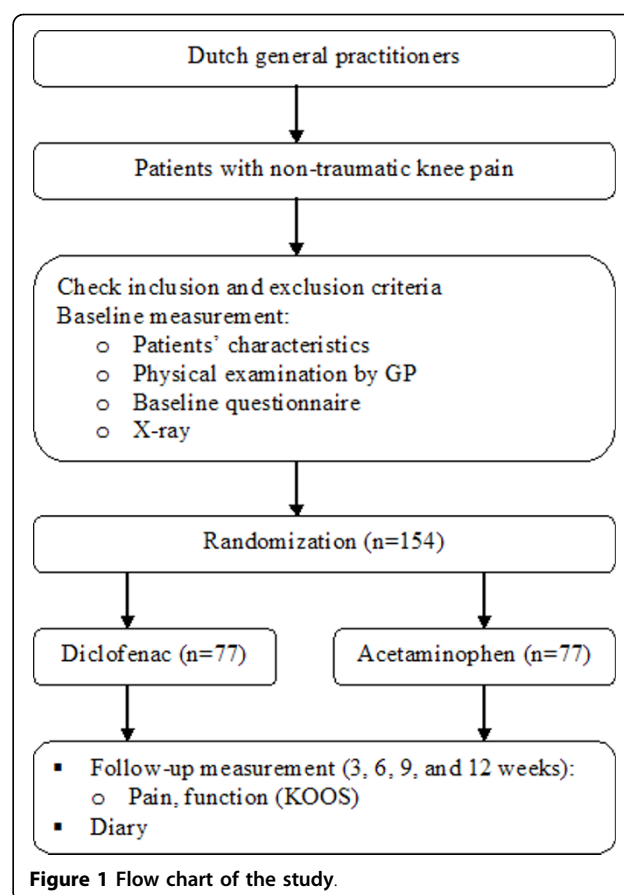 Dutch general practitioners
Patients with non-traumatic knee pain
Check inclusion and exclusion criteria
Baseline measurement:
o Patients' characteristics
o Physical examination by GP
o Baseline questionnaire
o X-ray
Randomization (n=154)
Diclofenac (n=77)
Acetaminophen (n=77)
▪ Follow-up measurement (3, 6, 9, and 12 weeks):
o Pain, function (KOOS)
▪ Diary
Figure 1 Flow chart of the study.